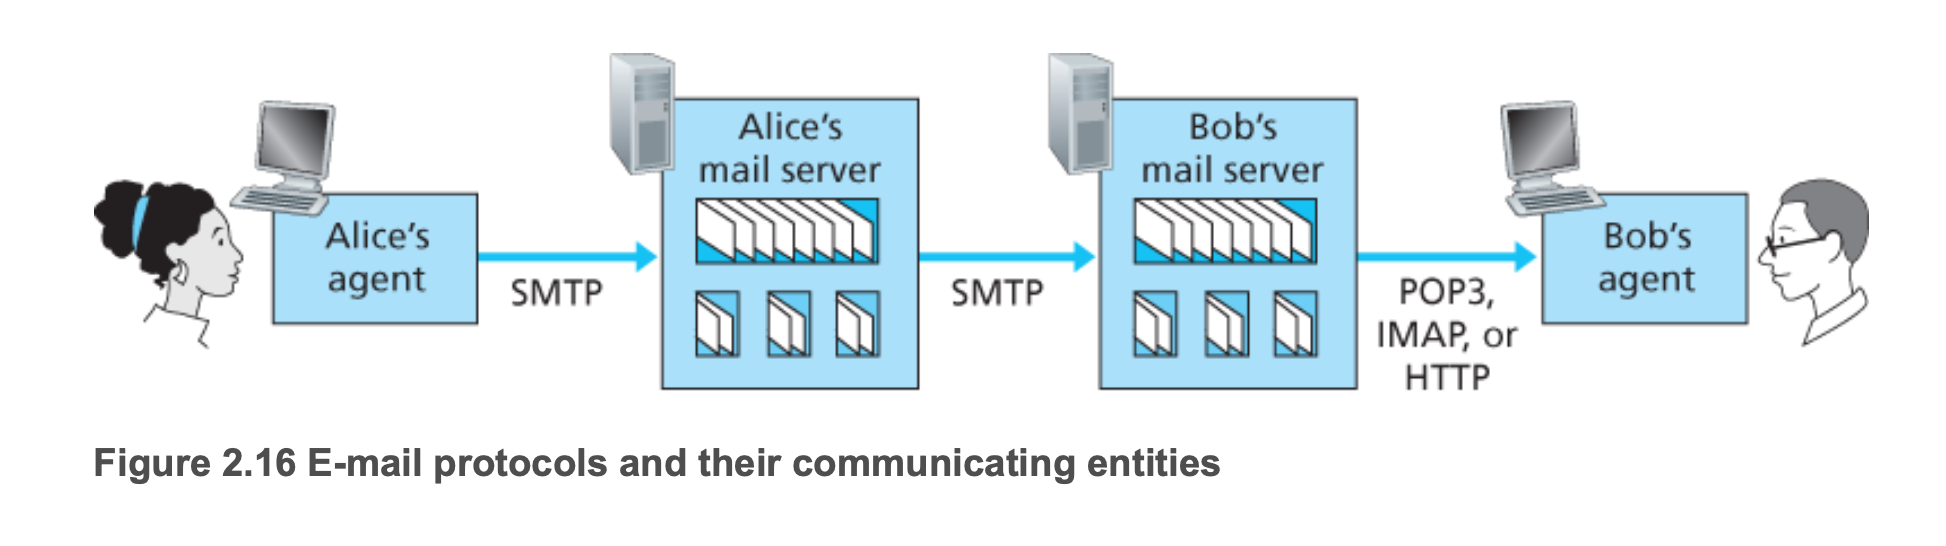 Alice's
agent
SMTP
Alice's
mail server
SMTP
Bob's
mail server
POP3,
IMAP, or
HTTP
Bob's
agent
Figure 2.16 E-mail protocols and their communicating entities